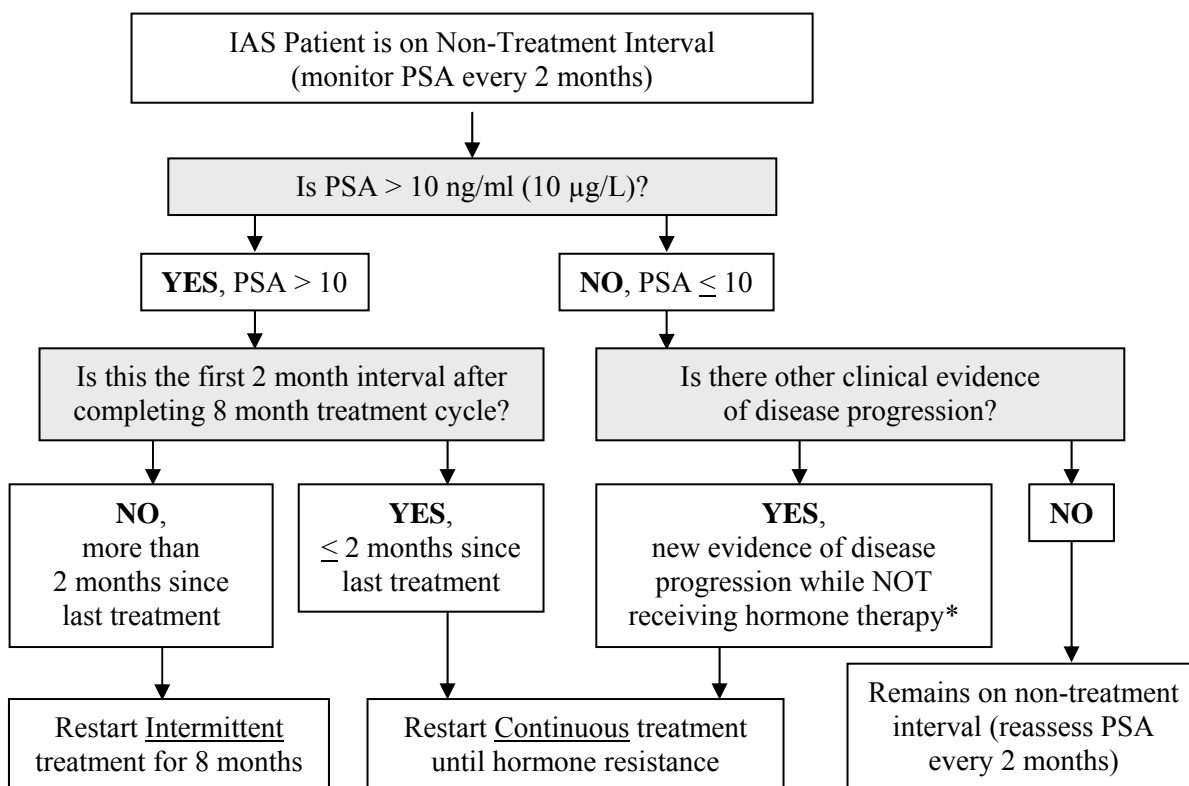 IAS Patient is on Non-Treatment Interval
(monitor PSA every 2 months)
Is PSA > 10 ng/ml (10 µg/L)?
YES, PSA > 10
NO, PSA ≤ 10
Is this the first 2 month interval after
completing 8 month treatment cycle?
Is there other clinical evidence
of disease progression?
NO,
more than
2 months since
last treatment
YES,
≤ 2 months since
last treatment
YES,
new evidence of disease
progression while NOT
receiving hormone therapy*
NO
Restart Intermittent
treatment for 8 months
Restart Continuous treatment
until hormone resistance
Remains on non-treatment
interval (reassess PSA
every 2 months)